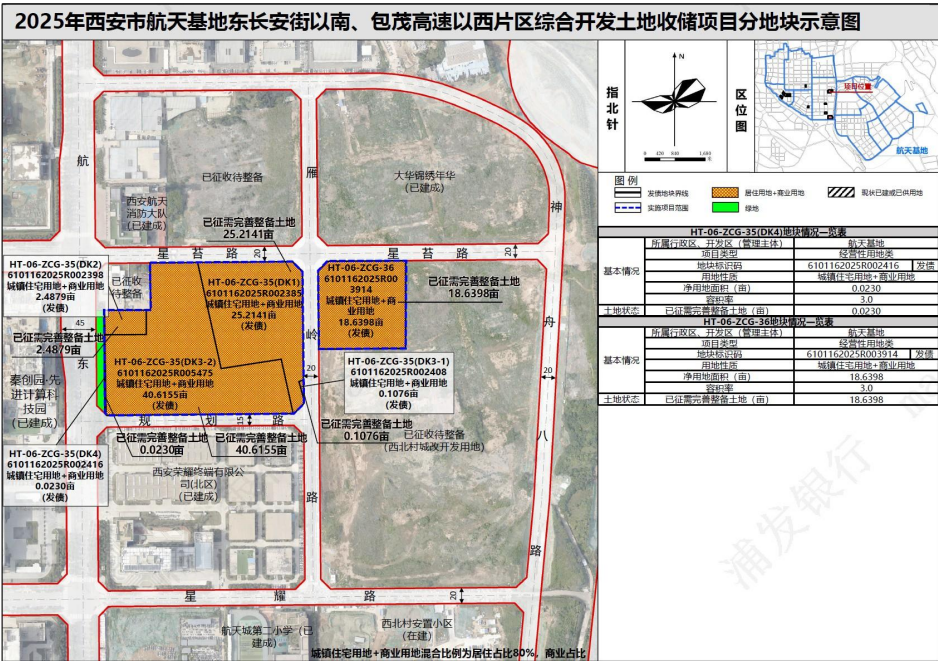 2025年西安市航天基地东长安街以南、包茂高速以西片区综合开发土地收储项目分地块示意图
航
东
路
雁
岭
路
神
舟
八
路
星 苔 路
星 苔 路
20
20
规 划 路
15
星 耀 路
20
45
20
20
已征收待整备
大华锦绣年华
(已建成)
西安航天
消防大队
(已建成)
已征需完善整备土地
25.2141亩
HT-06-ZCG-35(DK2)
6101162025R002398
城镇住宅用地+商业用地
2.4879亩
(发债)
已征收
待整备
HT-06-ZCG-35(DK1)
6101162025R002385
城镇住宅用地+商业用地
25.2141亩
(发债)
HT-06-ZCG-36
6101162025R00
3914
城镇住宅用地+商
业用地
18.6398亩
(发债)
已征需完善整备土地
18.6398亩
已征需完善整备土地
2.4879亩
HT-06-ZCG-35(DK3-2)
6101162025R005475
城镇住宅用地+商业用地
40.6155亩
(发债)
HT-06-ZCG-35(DK3-1)
6101162025R002408
城镇住宅用地+商业用地
0.1076亩
(发债)
秦创园·先
进计算科
技园
(已建成)
已征需完善整备土地
0.0230亩
已征需完善整备土地
40.6155亩
已征需完善整备土地
0.1076亩
已征收待整备
(西北村城改开发用地)
HT-06-ZCG-35(DK4)
6101162025R002416
城镇住宅用地+商业用地
0.0230亩
(发债)
西安荣耀终端有限公
司(北区)
(已建成)
航天城第二小学(已
建成)
西北村安置小区
(在建)
城镇住宅用地+商业用地混合比例为居住占比80%，商业占比
指北针
N
0 420 840 1,680
米
区位图
项目位置
航天基地
图 例
发债地块界线
居住用地+商业用地
现状已建或已供用地
实施项目范围
绿地
HT-06-ZCG-35(DK4)地块情况一览表
基本情况
所属行政区、开发区（管理主体） 航天基地
项目类型 经营性用地类
地块标识码 6101162025R002416 发债
用地性质 城镇住宅用地+商业用地
净用地面积（亩） 0.0230
容积率 3.0
土地状态 已征需完善整备土地（亩） 0.0230
HT-06-ZCG-36地块情况一览表
基本情况
所属行政区、开发区（管理主体） 航天基地
项目类型 经营性用地类
地块标识码 6101162025R003914 发债
用地性质 城镇住宅用地+商业用地
净用地面积（亩） 18.6398
容积率 3.0
土地状态 已征需完善整备土地（亩） 18.6398
浦发银行